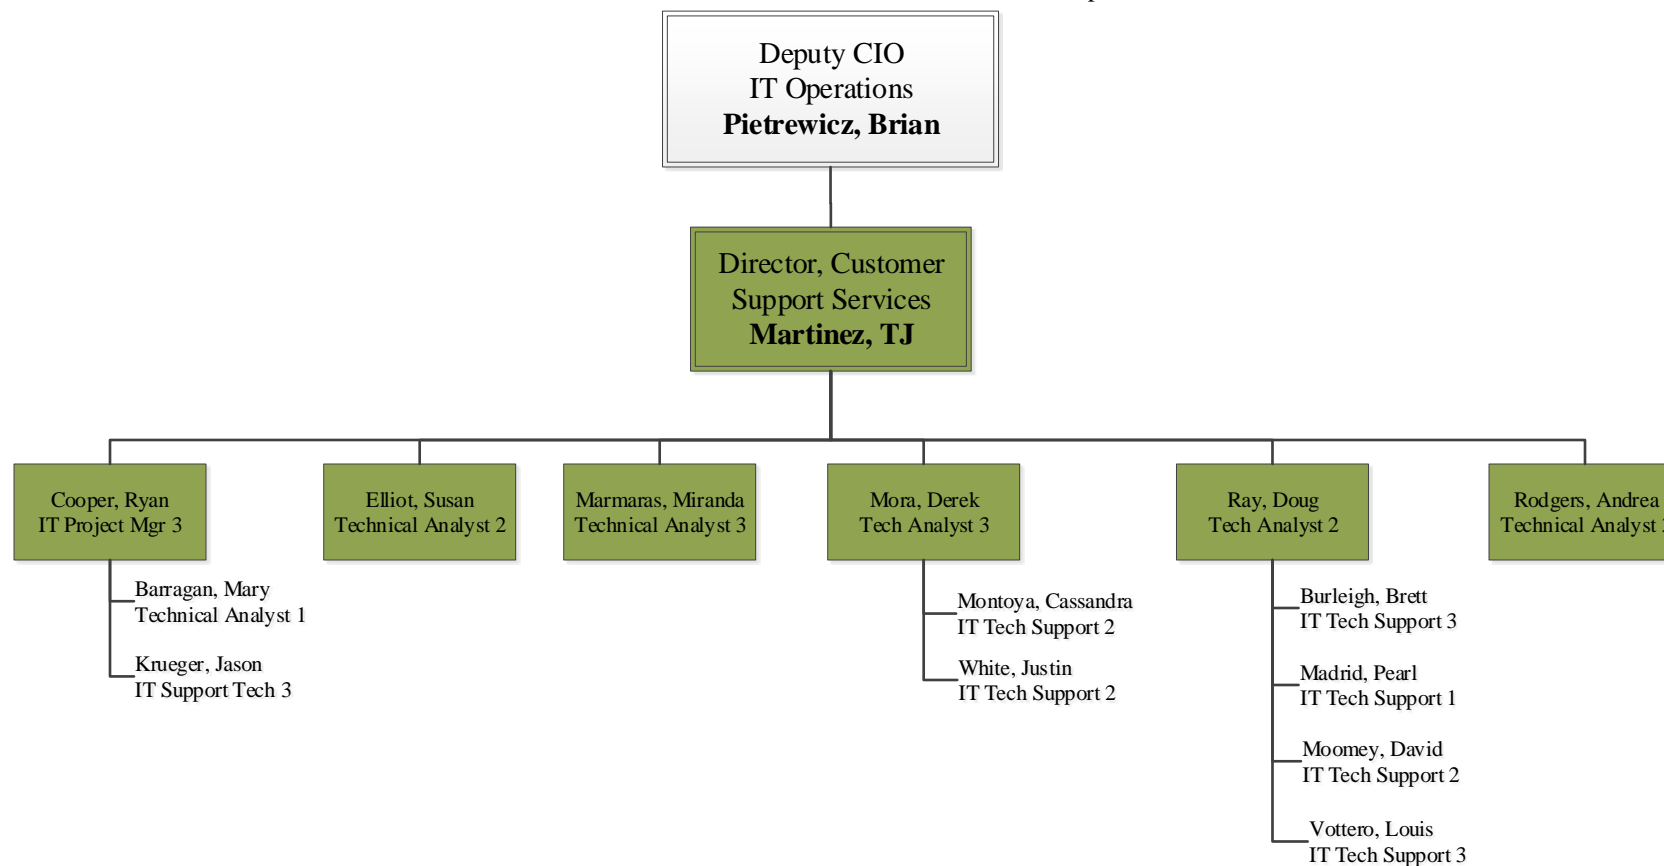 Deputy CIO
IT Operations
Pietrewicz, Brian
Director, Customer
Support Services
Martinez, TJ
Cooper, Ryan
IT Project Mgr 3
Elliot, Susan
Technical Analyst 2
Marmaras, Miranda
Technical Analyst 3
Mora, Derek
Tech Analyst 3
Ray, Doug
Tech Analyst 2
Rodgers, Andrea
Technical Analyst
Barragan, Mary
Technical Analyst 1
Krueger, Jason
IT Support Tech 3
Montoya, Cassandra
IT Tech Support 2
White, Justin
IT Tech Support 2
Burleigh, Brett
IT Tech Support 3
Madrid, Pearl
IT Tech Support 1
Moomey, David
IT Tech Support 2
Vottero, Louis
IT Tech Support 3